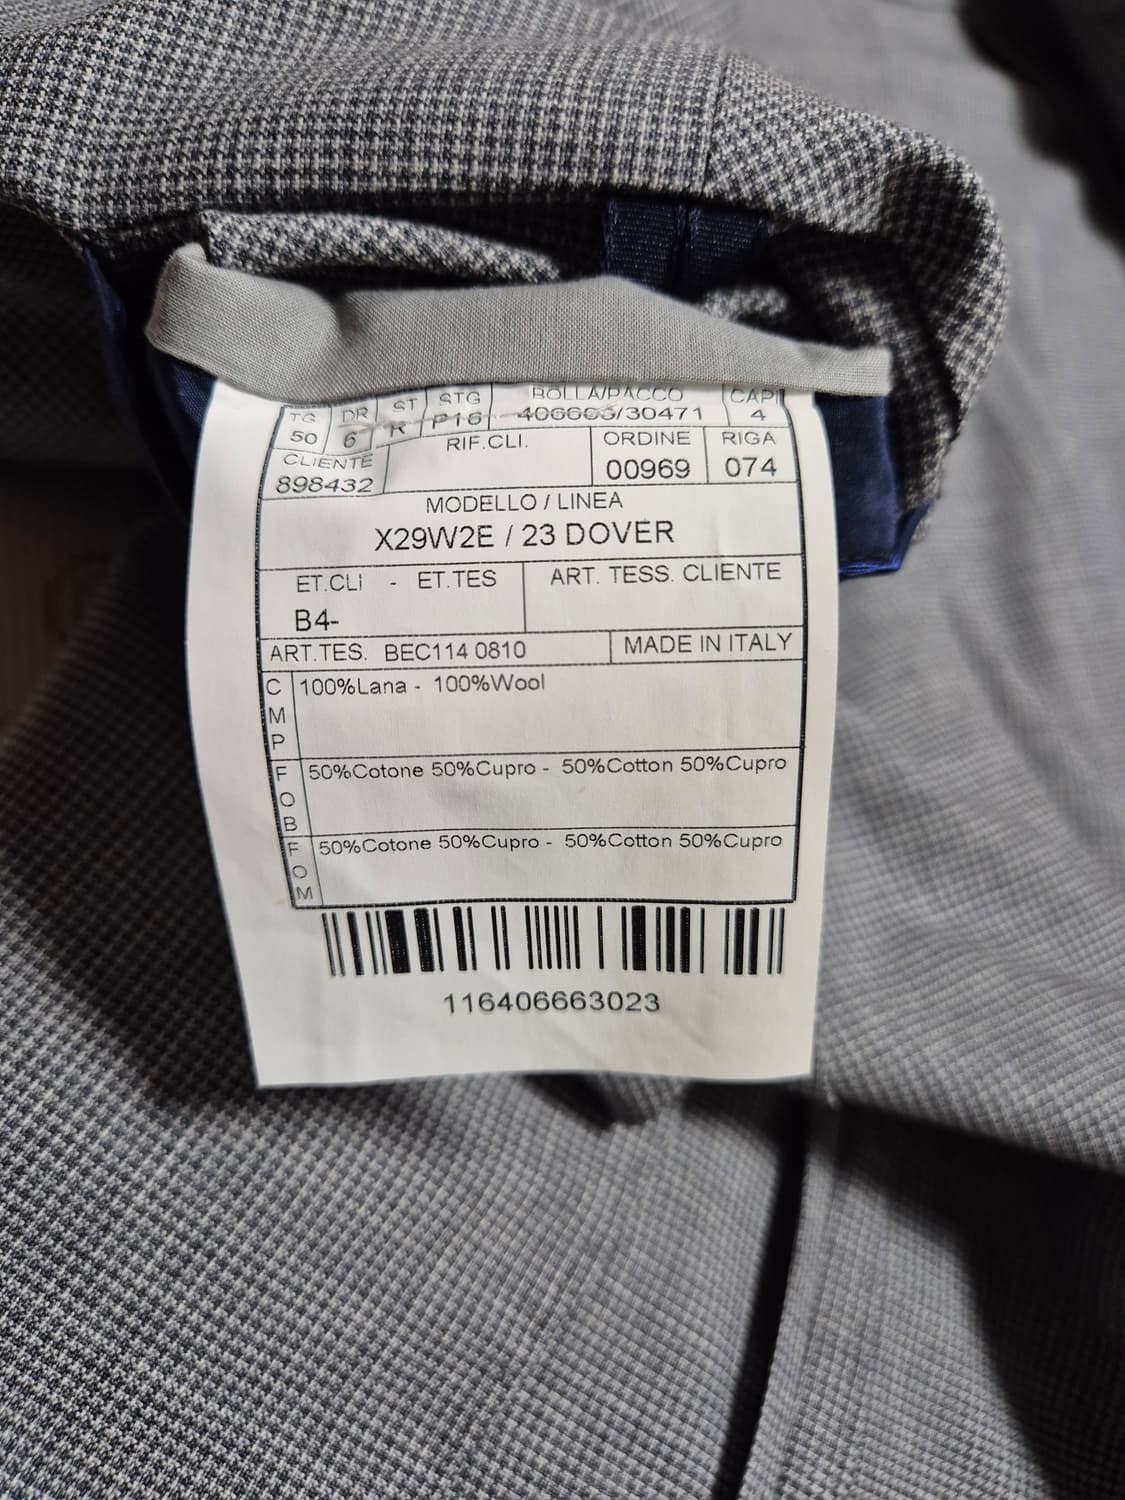 TG DR ST STG BOLLA/PACCO CAPI
50 6 R P16 406663/30471 4
CLIENTE RIF.CLI. ORDINE RIGA
898432 00969 074
MODELLO / LINEA
X29W2E / 23 DOVER
ET.CLI - ET.TES ART. TESS. CLIENTE
B4-
ART.TES. BEC114 0810 MADE IN ITALY
CMP 100%Lana - 100%Wool
FOB 50%Cotone 50%Cupro - 50%Cotton 50%Cupro
FOM 50%Cotone 50%Cupro - 50%Cotton 50%Cupro
116406663023